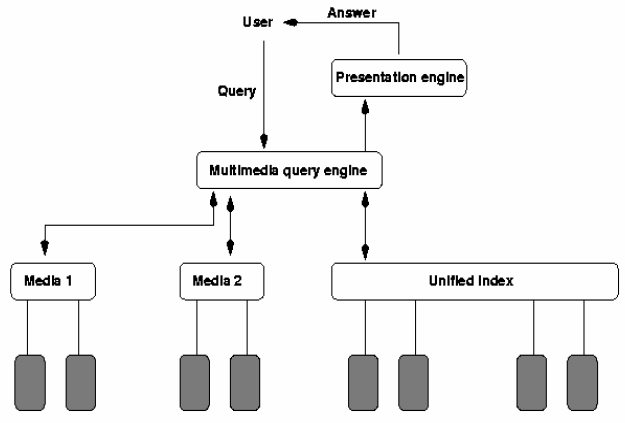 Answer
User
Presentation engine
Query
Multimedia query engine
Media 1
Media 2
Unified index